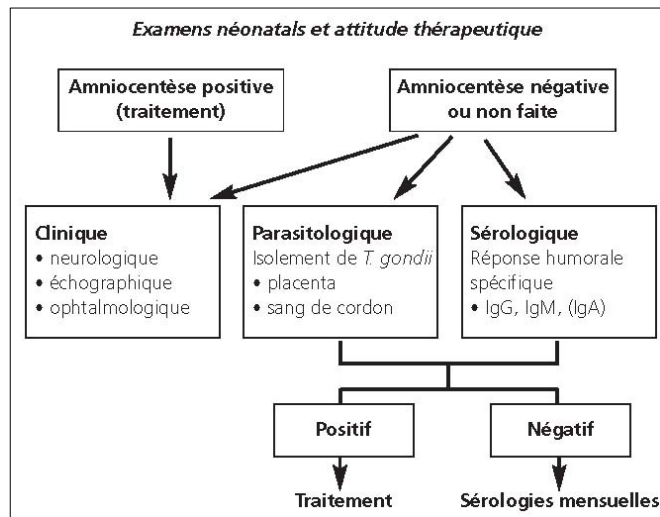 Examens néonatals et attitude thérapeutique
Amniocentèse positive
(traitement)
Amniocentèse négative
ou non faite
Clinique
• neurologique
• échographique
• ophtalmologique
Parasitologique
Isolement de T. gondii
• placenta
• sang de cordon
Sérologique
Réponse humorale
spécifique
• IgG, IgM, (IgA)
Positif
Négatif
Traitement
Sérologies mensuelles